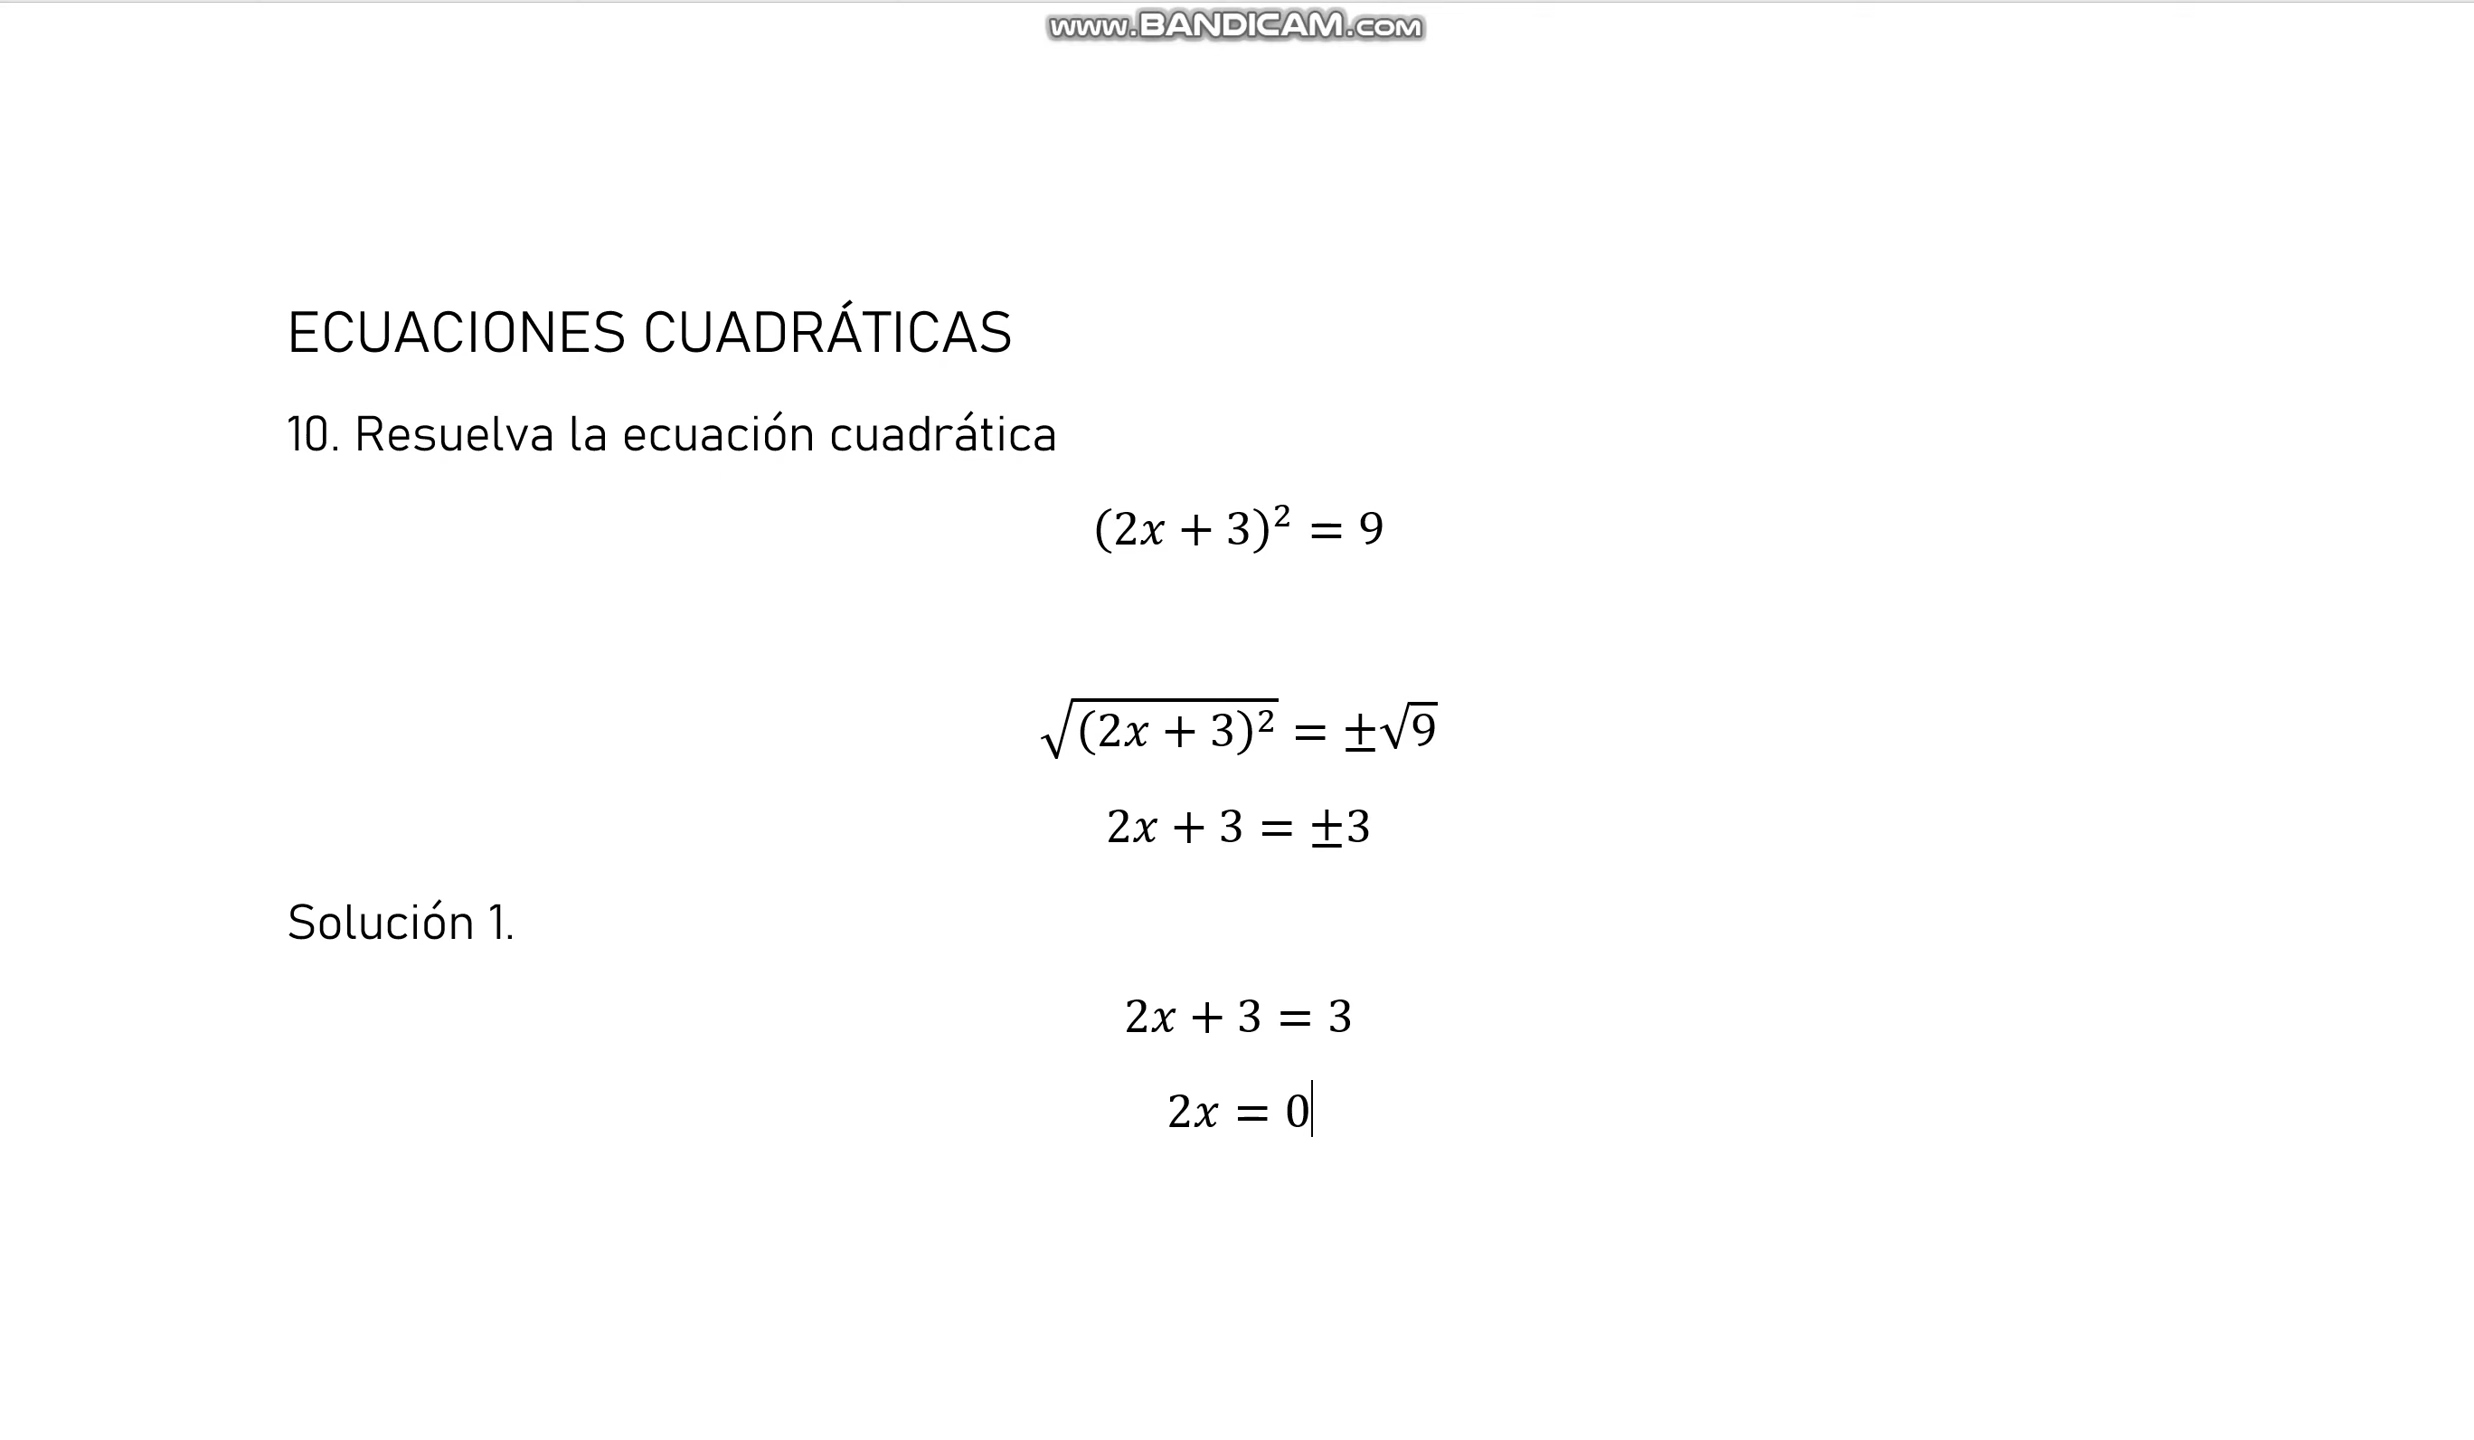 www.BANDICAM.com
ECUACIONES CUADRÁTICAS
10. Resuelva la ecuación cuadrática
(2x + 3)² = 9
√(2x + 3)² = ±√9
2x + 3 = ±3
Solución 1.
2x + 3 = 3
2x = 0